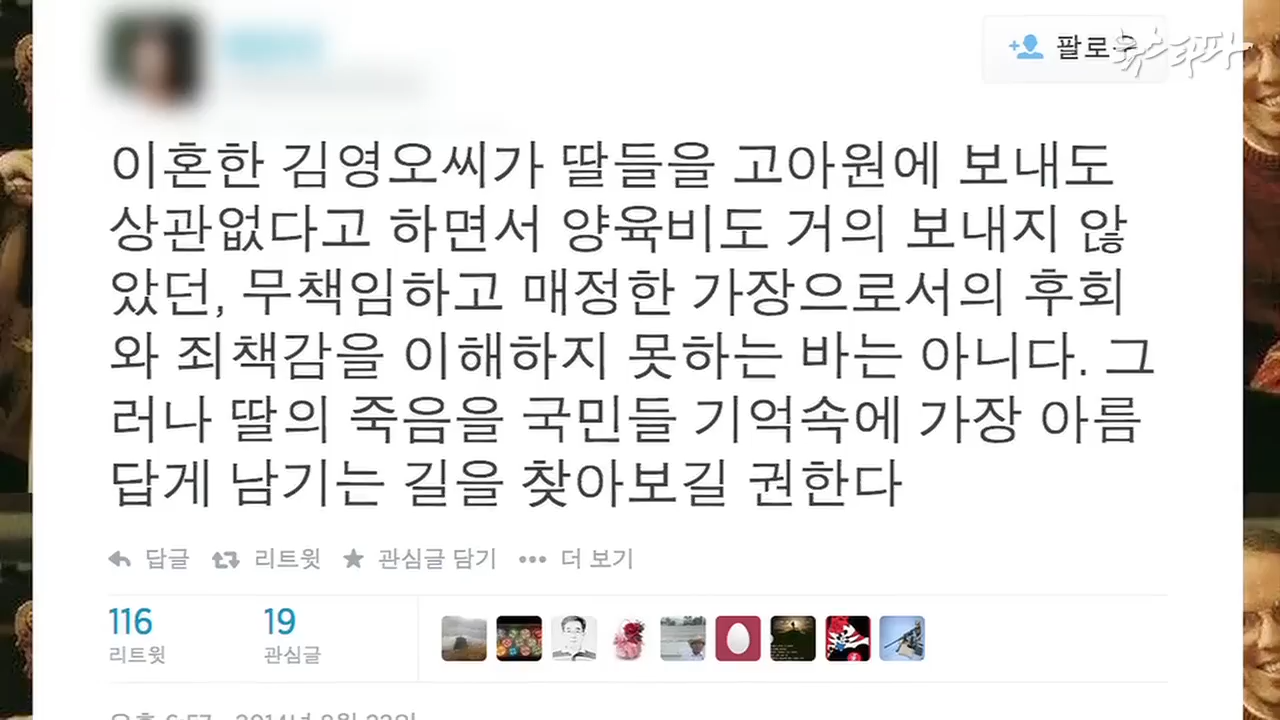 팔로우
뉴스타파
이혼한 김영오씨가 딸들을 고아원에 보내도
상관없다고 하면서 양육비도 거의 보내지 않
았던, 무책임하고 매정한 가장으로서의 후회
와 죄책감을 이해하지 못하는 바는 아니다. 그
러나 딸의 죽음을 국민들 기억속에 가장 아름
답게 남기는 길을 찾아보길 권한다
답글 리트윗 관심글 담기 더 보기
116 19
리트윗 관심글